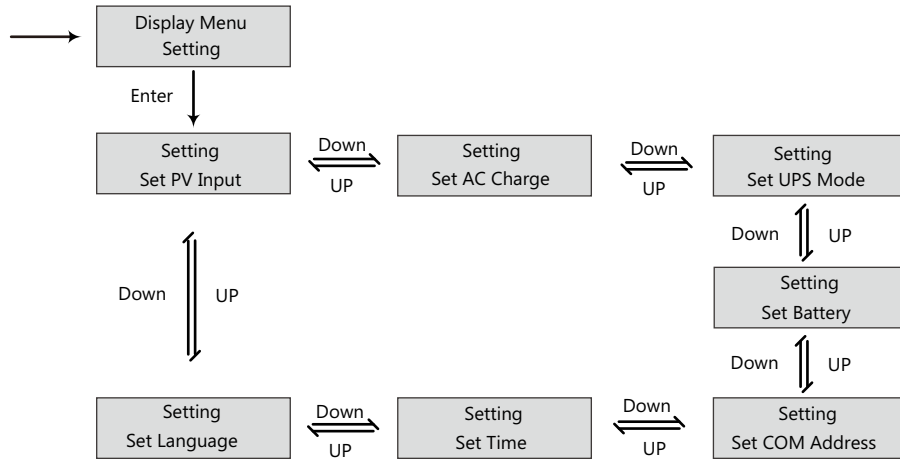 Display Menu
Setting
Enter
Setting
Set PV Input
Down
UP
Setting
Set AC Charge
Down
UP
Setting
Set UPS Mode
Down
UP
Setting
Set Battery
Down
UP
Down
UP
Setting
Set Language
Down
UP
Setting
Set Time
Down
UP
Setting
Set COM Address